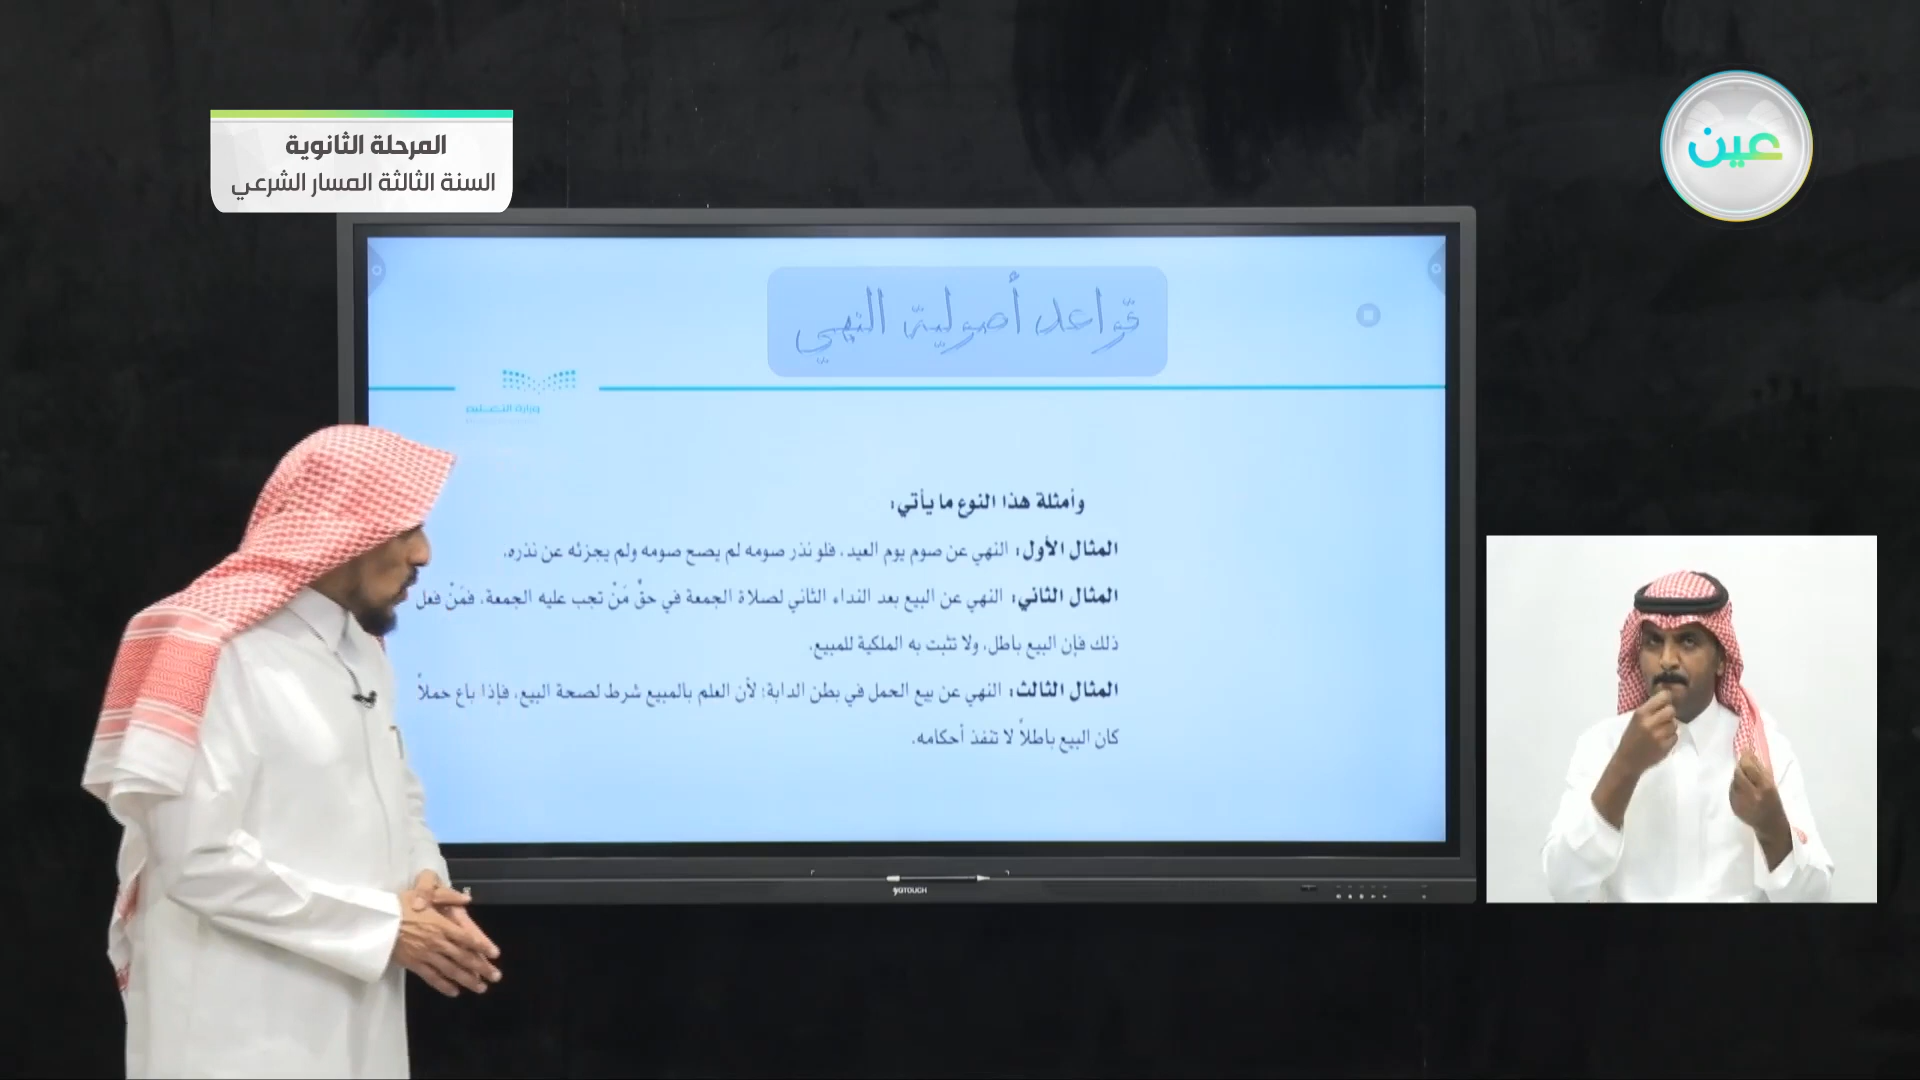 المرحلة الثانوية
السنة الثالثة المسار الشرعي
عين
قواعد أصولية النهي
وزارة التعليم
وأمثلة هذا النوع ما يأتي:
المثال الأول: النهي عن صوم يوم العيد، فلو نذر صومه لم يصح صومه ولم يجزئه عن نذره.
المثال الثاني: النهي عن البيع بعد النداء الثاني لصلاة الجمعة في حقِّ مَنْ تجب عليه الجمعة، فمَنْ فعل
ذلك فإن البيع باطل، ولا تثبت به الملكية للمبيع.
المثال الثالث: النهي عن بيع الحمل في بطن الدابة؛ لأن العلم بالمبيع شرط لصحة البيع، فإذا باع حملاً
كان البيع باطلاً لا تنفذ أحكامه.